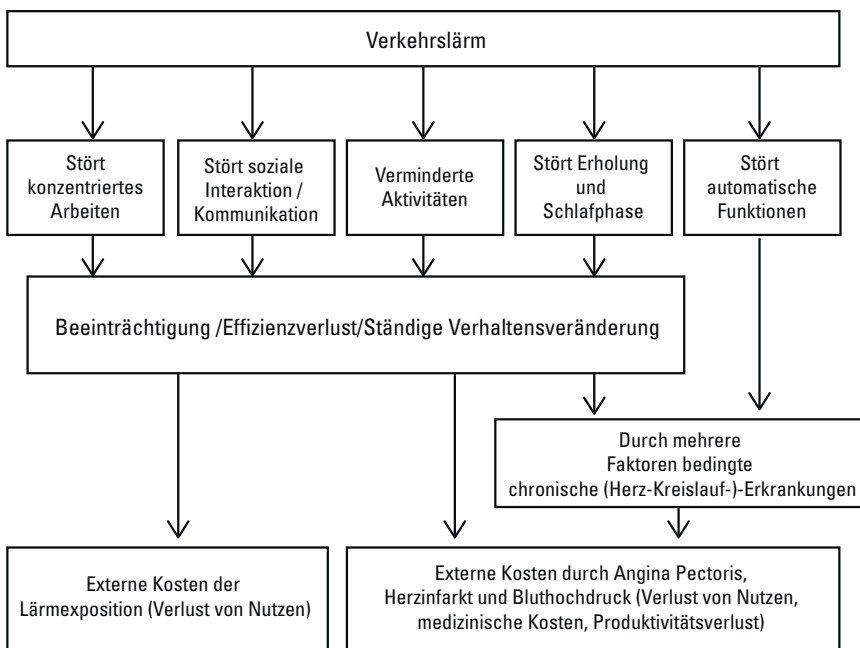 Verkehrslärm
Stört
konzentriertes
Arbeiten
Stört soziale
Interaktion /
Kommunikation
Verminderte
Aktivitäten
Stört Erholung
und
Schlafphase
Stört
automatische
Funktionen
Beeinträchtigung /Effizienzverlust/Ständige Verhaltensveränderung
Durch mehrere
Faktoren bedingte
chronische (Herz-Kreislauf-)-Erkrankungen
Externe Kosten der
Lärmexposition (Verlust von Nutzen)
Externe Kosten durch Angina Pectoris,
Herzinfarkt und Bluthochdruck (Verlust von Nutzen,
medizinische Kosten, Produktivitätsverlust)